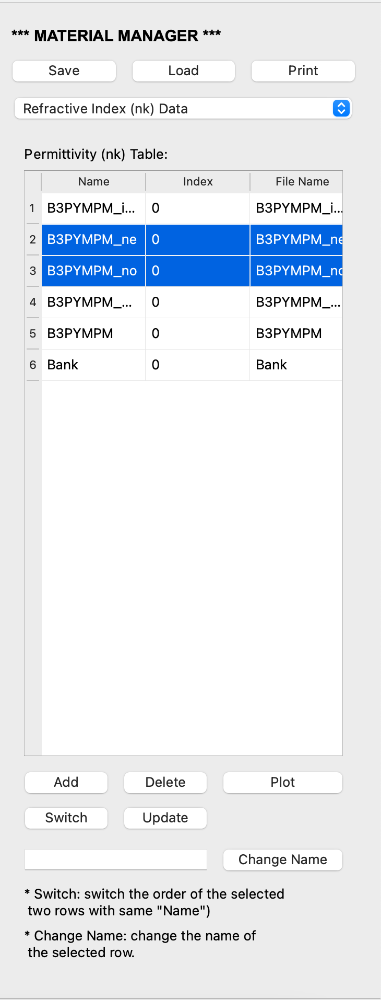 *** MATERIAL MANAGER ***
Save Load Print
Refractive Index (nk) Data
Permittivity (nk) Table:
Name Index File Name
1 B3PYMPM_i... 0 B3PYMPM_i...
2 B3PYMPM_ne 0 B3PYMPM_ne
3 B3PYMPM_no 0 B3PYMPM_no
4 B3PYMPM_... 0 B3PYMPM_...
5 B3PYMPM 0 B3PYMPM
6 Bank 0 Bank
Add Delete Plot
Switch Update
Change Name
* Switch: switch the order of the selected
two rows with same "Name")
* Change Name: change the name of
the selected row.